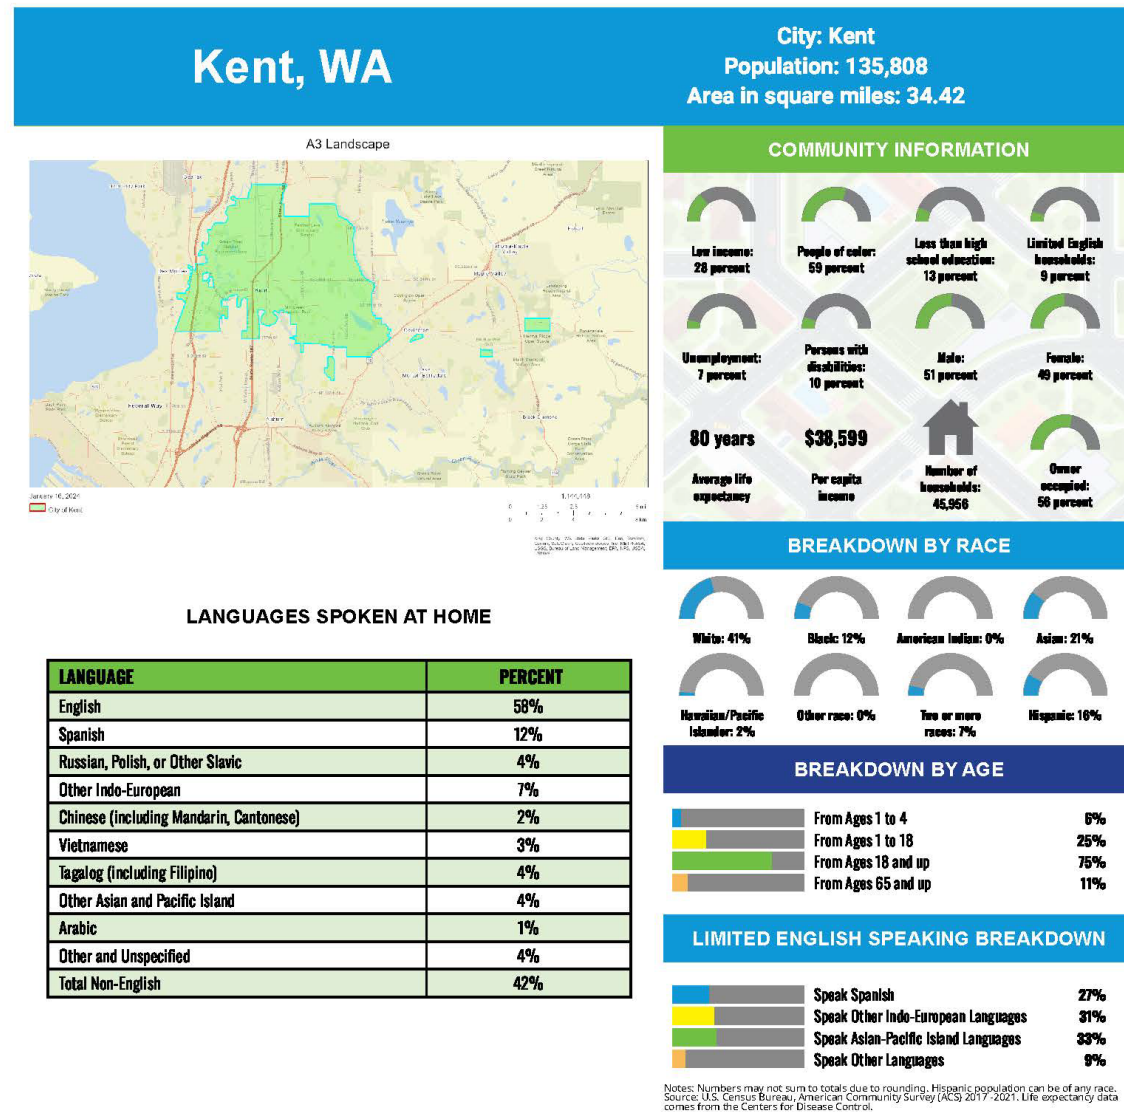 Kent, WA
City: Kent
Population: 135,808
Area in square miles: 34.42
A3 Landscape
Federal Way
Auburn
Kent
Black Diamond
January 16, 2024
City of Kent
COMMUNITY INFORMATION
Low income:
28 percent
People of color:
59 percent
Less than high
school education:
13 percent
Limited English
households:
9 percent
Unemployment:
7 percent
Persons with
disabilities:
10 percent
Male:
51 percent
Female:
49 percent
80 years
Average life
expectancy
$38,599
Per capita
income
Number of
households:
45,956
Owner
occupied:
56 percent
BREAKDOWN BY RACE
White: 41%
Black: 12%
American Indian: 0%
Asian: 21%
Hawaiian/Pacific
Islander: 2%
Other race: 0%
Two or more
races: 7%
Hispanic: 16%
LANGUAGES SPOKEN AT HOME
LANGUAGE PERCENT
English 58%
Spanish 12%
Russian, Polish, or Other Slavic 4%
Other Indo-European 7%
Chinese (including Mandarin, Cantonese) 2%
Vietnamese 3%
Tagalog (including Filipino) 4%
Other Asian and Pacific Island 4%
Arabic 1%
Other and Unspecified 4%
Total Non-English 42%
BREAKDOWN BY AGE
From Ages 1 to 4 6%
From Ages 1 to 18 25%
From Ages 18 and up 75%
From Ages 65 and up 11%
LIMITED ENGLISH SPEAKING BREAKDOWN
Speak Spanish 27%
Speak Other Indo-European Languages 31%
Speak Asian-Pacific Island Languages 33%
Speak Other Languages 9%
Notes: Numbers may not sum to totals due to rounding. Hispanic population can be of any race.
Source: U.S. Census Bureau, American Community Survey (ACS) 2017 -2021. Life expectancy data
comes from the Centers for Disease Control.